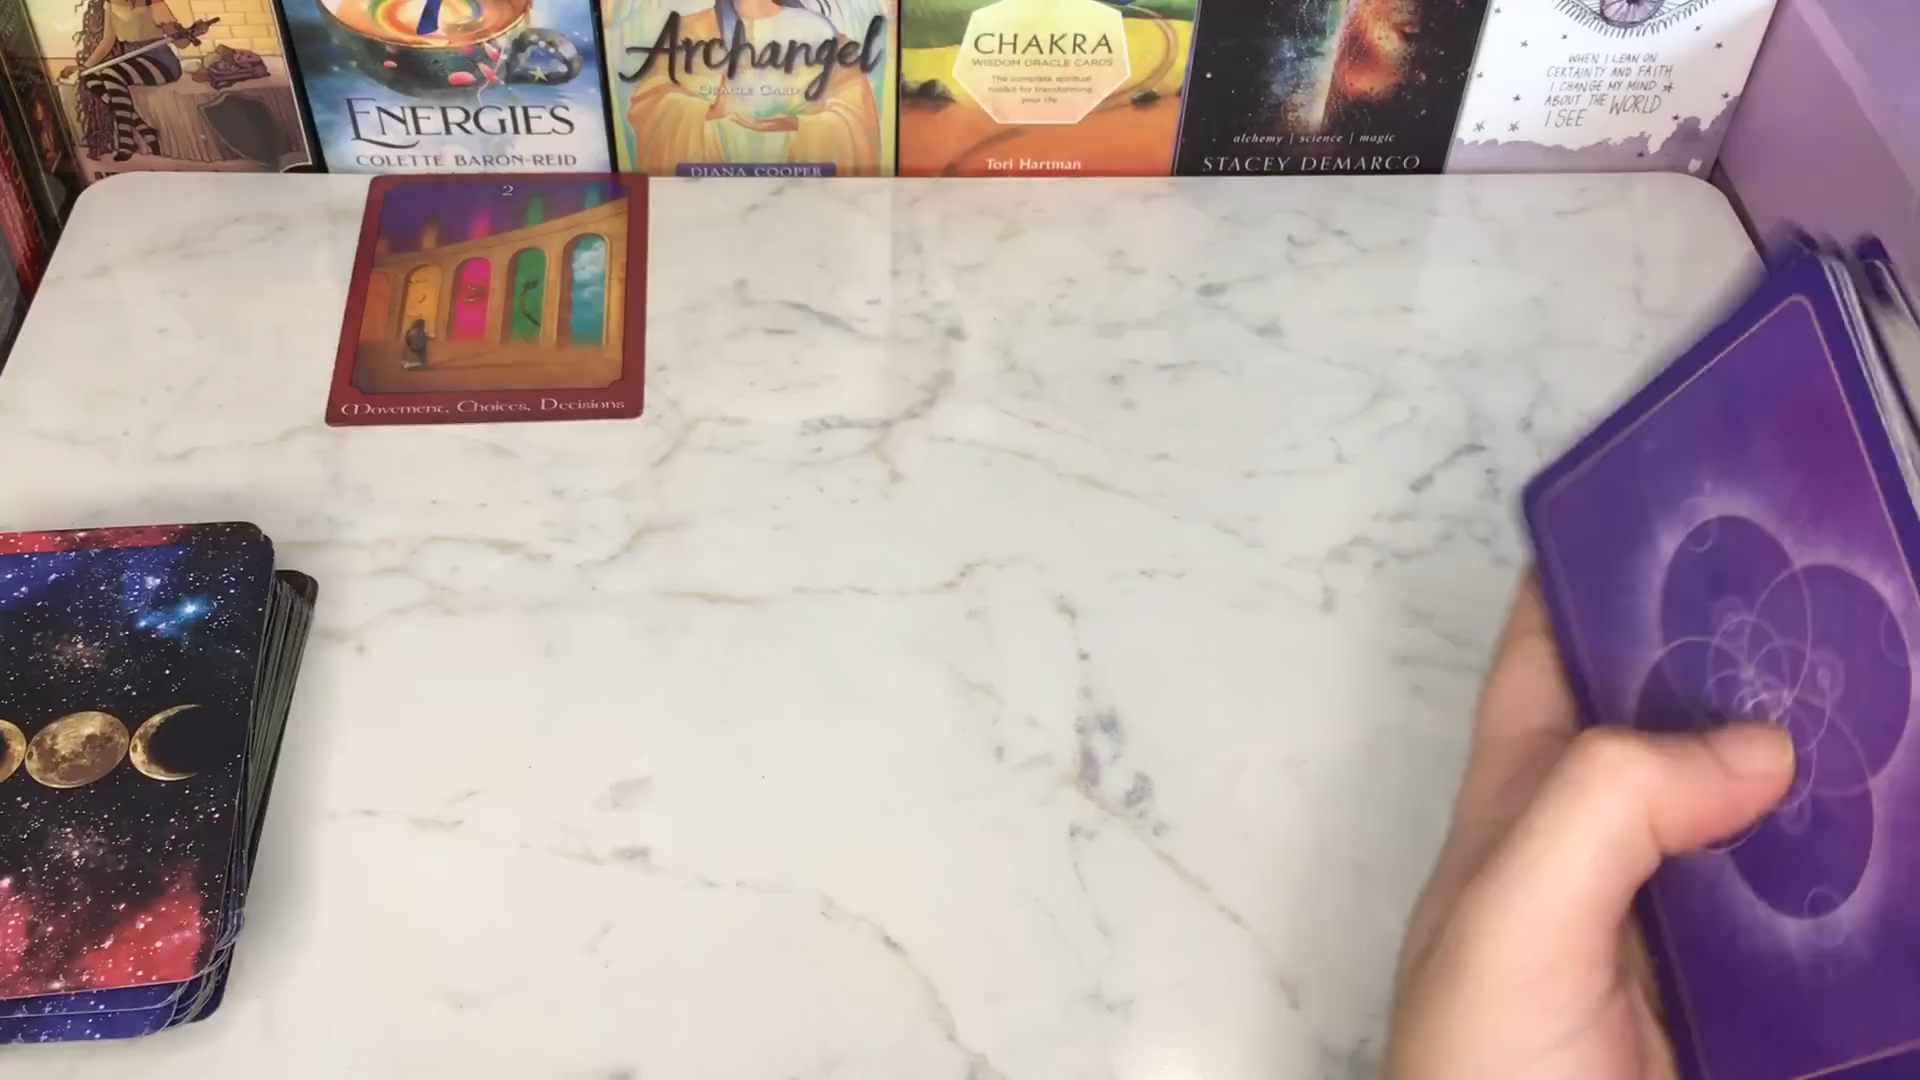 ENERGIES
COLETTE BARON-REID
Archangel
ORACLE CARDS
DIANA COOPER
CHAKRA
WISDOM ORACLE CARDS
The complete spiritual
toolkit for transforming
your life
Tori Hartman
alchemy | science | magic
STACEY DEMARCO
WHEN I LEAN ON
CERTAINTY AND FAITH
I CHANGE MY MIND
ABOUT THE WORLD
I SEE
2
Movement, Choices, Decisions